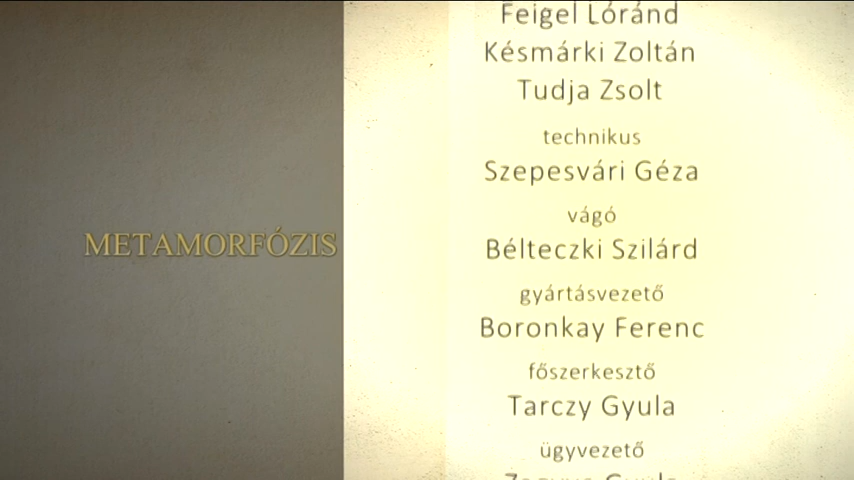 METAMORFÓZIS
Feigel Lóránd
Késmárki Zoltán
Tudja Zsolt
technikus
Szepesvári Géza
vágó
Bélteczki Szilárd
gyártásvezető
Boronkay Ferenc
főszerkesztő
Tarczy Gyula
ügyvezető